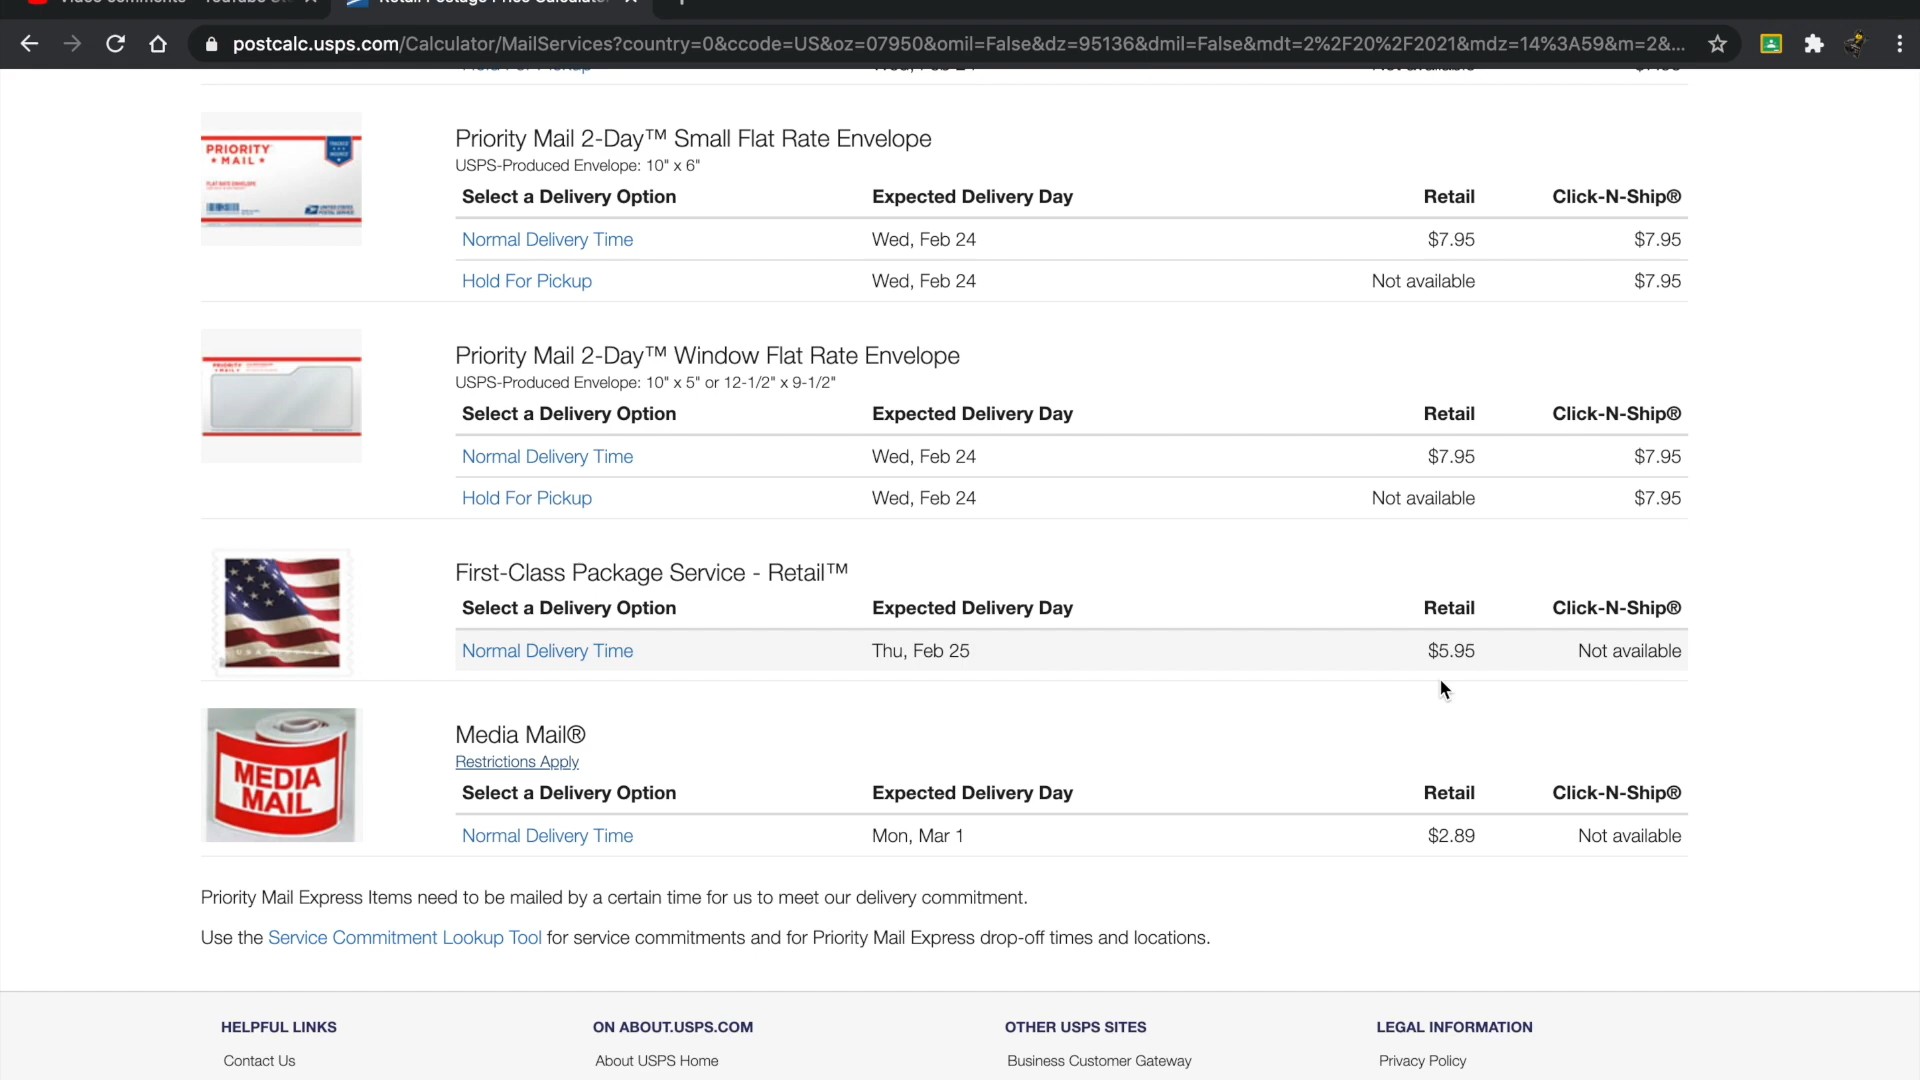 postcalc.usps.com/Calculator/MailServices?country=0&ccode=US&oz=07950&omil=False&dz=95136&dmil=False&mdt=2%2F20%2F2021&mdz=14%3A59&m=2&...
Hold For Pickup Wed, Feb 24 Not available
PRIORITY
MAIL
Priority Mail 2-Day™ Small Flat Rate Envelope
USPS-Produced Envelope: 10" x 6"
Select a Delivery Option Expected Delivery Day Retail Click-N-Ship®
Normal Delivery Time Wed, Feb 24 $7.95 $7.95
Hold For Pickup Wed, Feb 24 Not available $7.95
Priority Mail 2-Day™ Window Flat Rate Envelope
USPS-Produced Envelope: 10" x 5" or 12-1/2" x 9-1/2"
Select a Delivery Option Expected Delivery Day Retail Click-N-Ship®
Normal Delivery Time Wed, Feb 24 $7.95 $7.95
Hold For Pickup Wed, Feb 24 Not available $7.95
First-Class Package Service - Retail™
Select a Delivery Option Expected Delivery Day Retail Click-N-Ship®
Normal Delivery Time Thu, Feb 25 $5.95 Not available
MEDIA
MAIL
Media Mail®
Restrictions Apply
Select a Delivery Option Expected Delivery Day Retail Click-N-Ship®
Normal Delivery Time Mon, Mar 1 $2.89 Not available
Priority Mail Express Items need to be mailed by a certain time for us to meet our delivery commitment.
Use the Service Commitment Lookup Tool for service commitments and for Priority Mail Express drop-off times and locations.
HELPFUL LINKS ON ABOUT.USPS.COM OTHER USPS SITES LEGAL INFORMATION
Contact Us About USPS Home Business Customer Gateway Privacy Policy